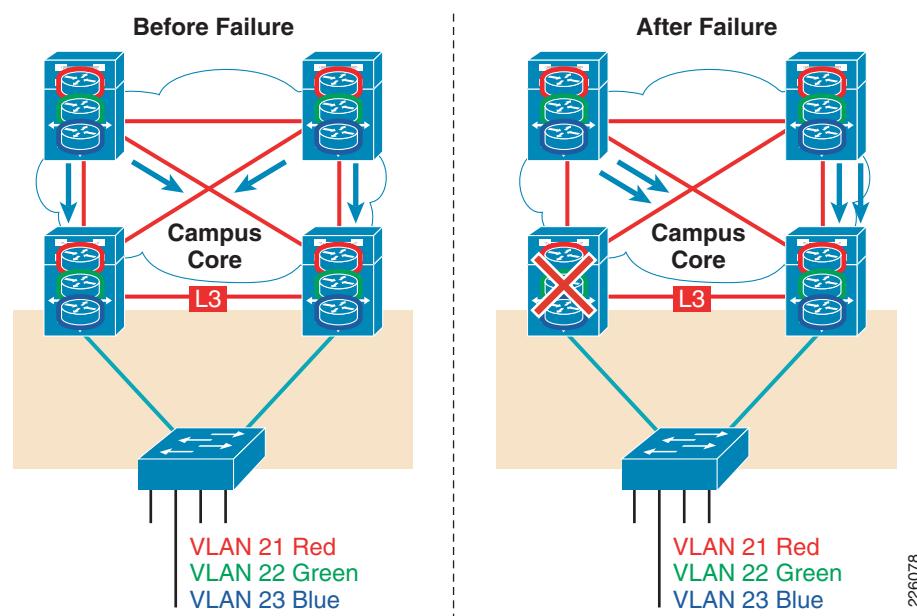 Before Failure
Campus
Core
L3
VLAN 21 Red
VLAN 22 Green
VLAN 23 Blue
After Failure
Campus
Core
L3
VLAN 21 Red
VLAN 22 Green
VLAN 23 Blue
226078